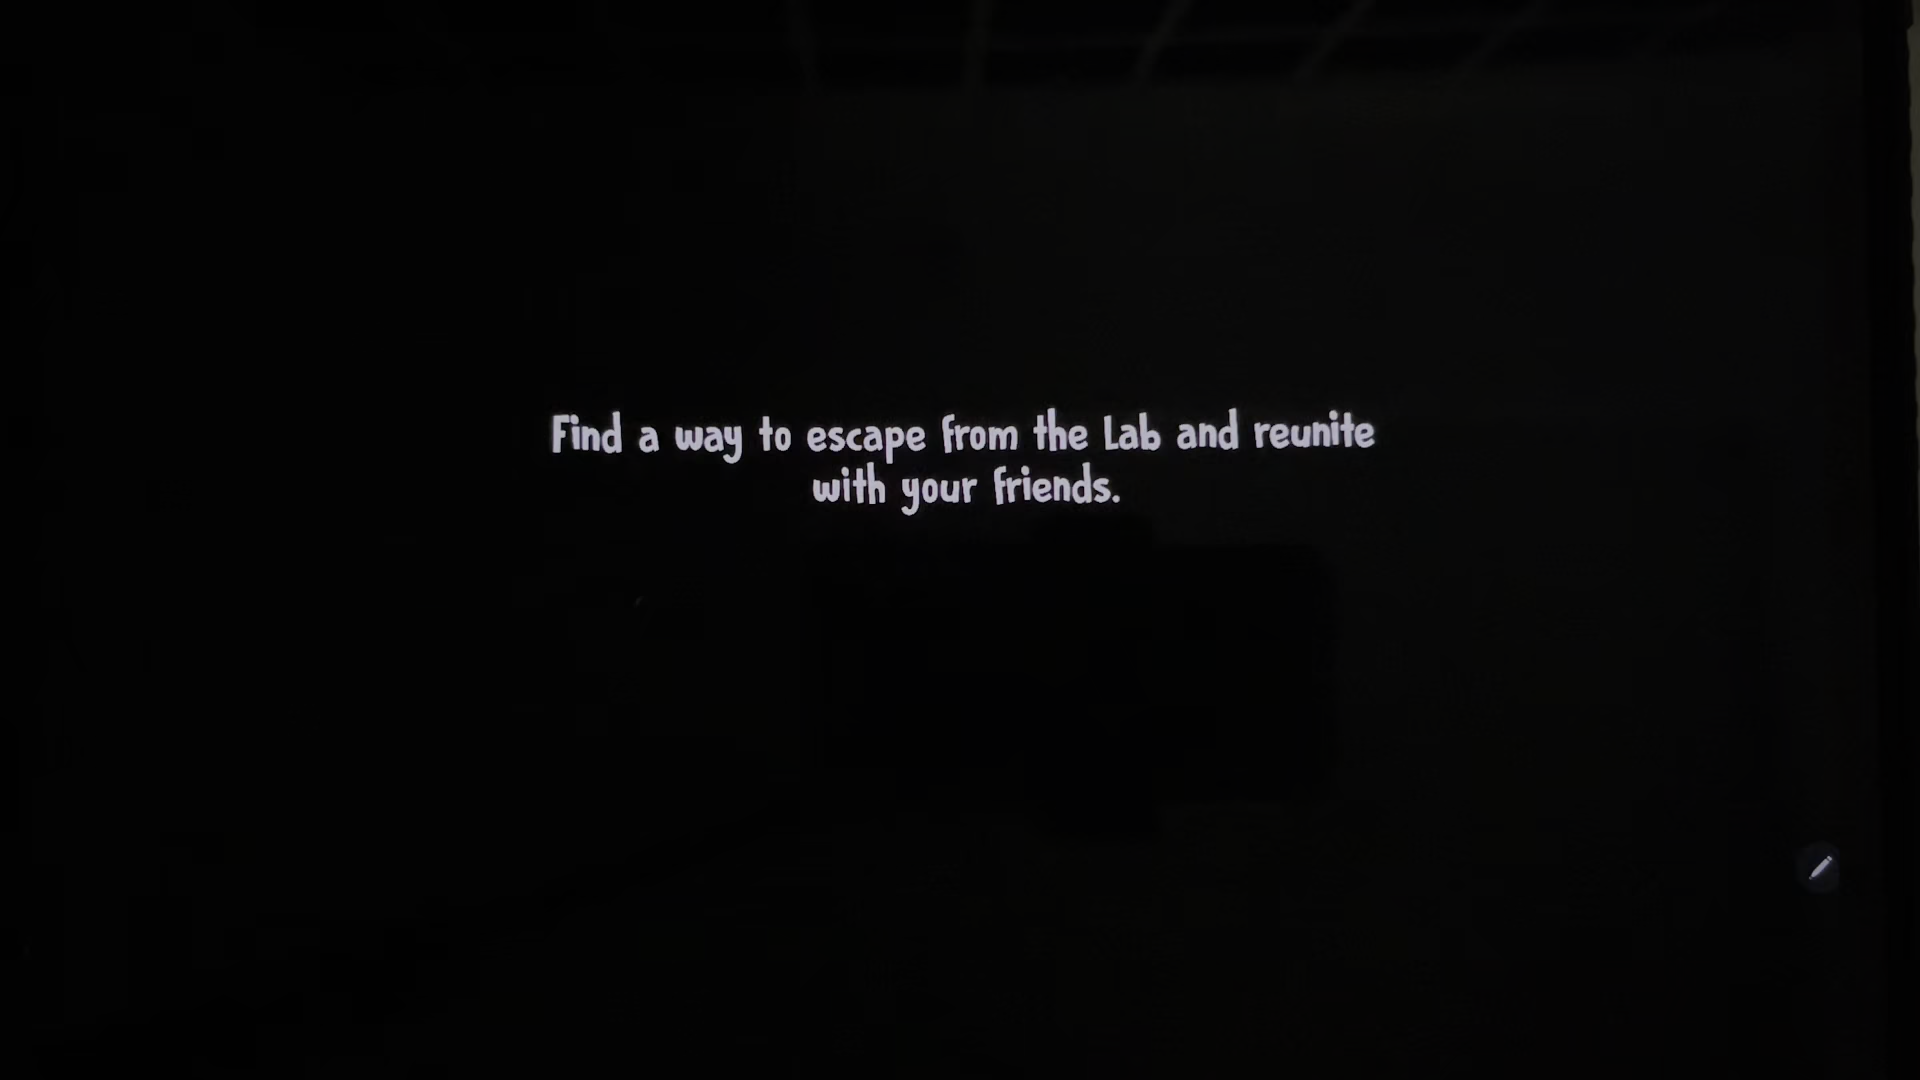 Find a way to escape from the Lab and reunite
with your friends.